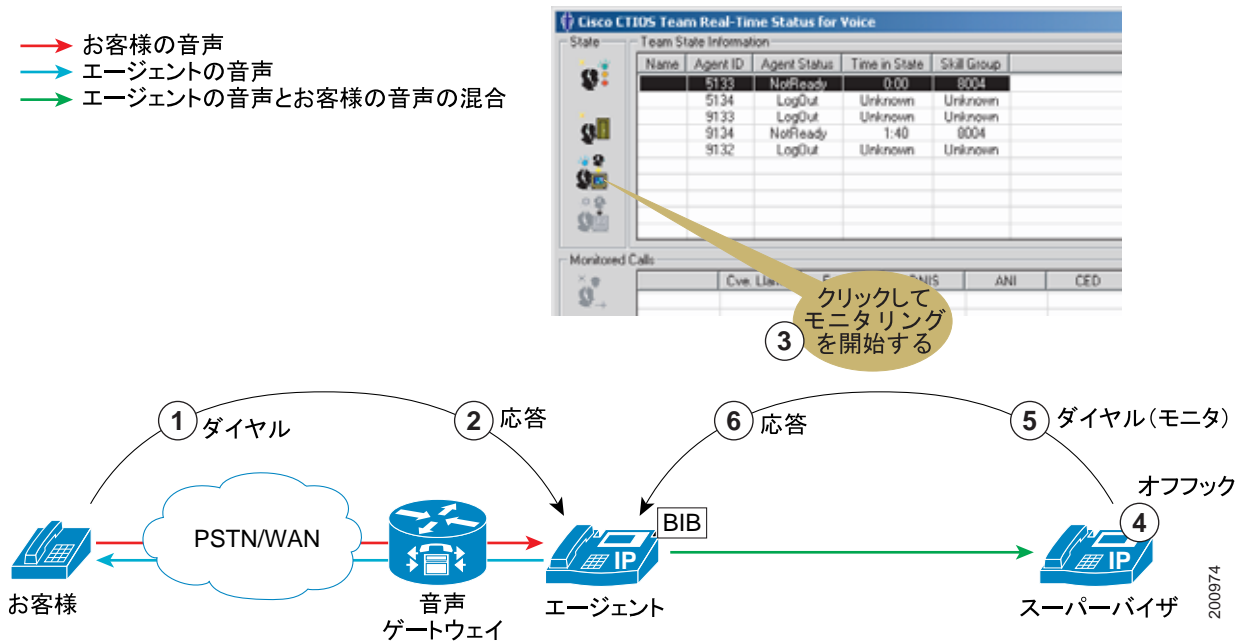 お客様の音声
エージェントの音声
エージェントの音声とお客様の音声の混合
Cisco CTIOS Team Real-Time Status for Voice
State
Team State Information
Name Agent ID Agent Status Time in State Skill Group
5133 NotReady 0:00 8004
5134 LogOut Unknown Unknown
9133 LogOut Unknown Unknown
9134 NotReady 1:40 8004
9132 LogOut Unknown Unknown
Monitored Calls
Cve. ANI CED
クリックして
モニタリング
を開始する
3
1 ダイヤル
2 応答
6 応答
5 ダイヤル(モニタ)
オフフック
4
PSTN/WAN
BIB
IP
IP
お客様
音声
ゲートウェイ
エージェント
スーパーバイザ
200974